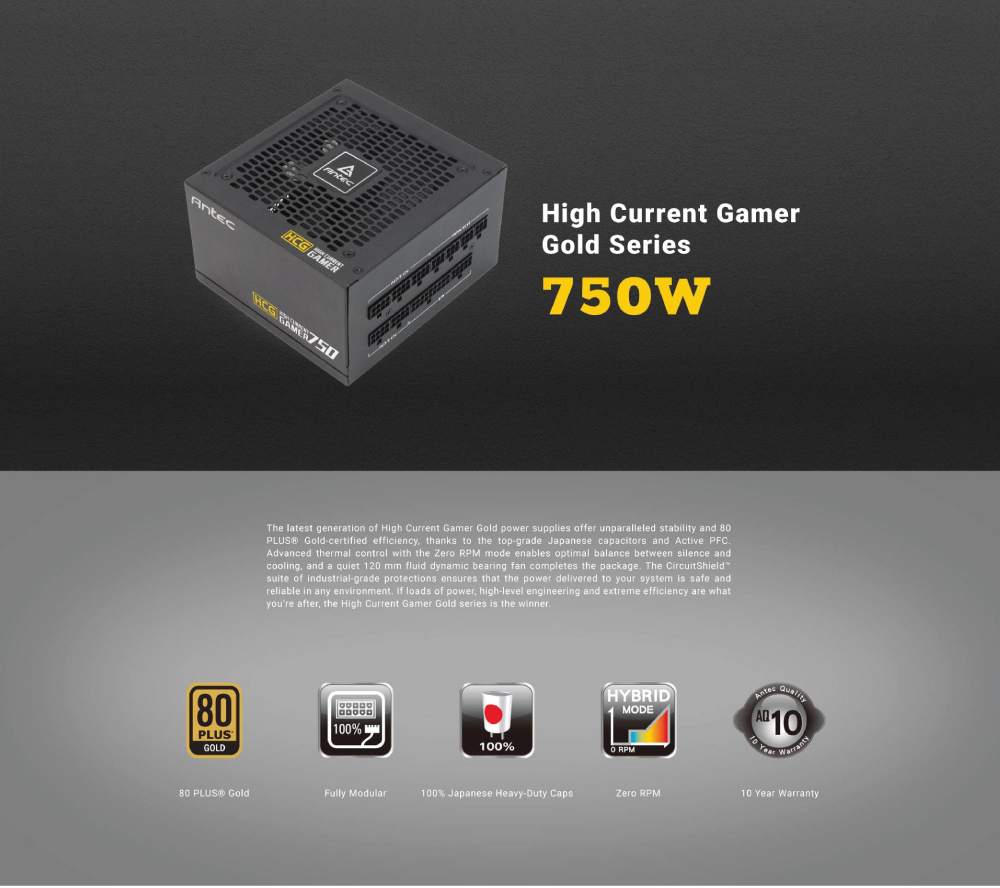 Antec
Antec
HCG HIGH CURRENT
GAMER
HCG HIGH CURRENT
GAMER 750
High Current Gamer
Gold Series
750W
The latest generation of High Current Gamer Gold power supplies offer unparalleled stability and 80
PLUS® Gold-certified efficiency, thanks to the top-grade Japanese capacitors and Active PFC.
Advanced thermal control with the Zero RPM mode enables optimal balance between silence and
cooling, and a quiet 120 mm fluid dynamic bearing fan completes the package. The CircuitShield™
suite of industrial-grade protections ensures that the power delivered to your system is safe and
reliable in any environment. If loads of power, high-level engineering and extreme efficiency are what
you're after, the High Current Gamer Gold series is the winner.
80
PLUS®
GOLD
100%
100%
HYBRID
MODE
0 RPM
Antec Quality
AQ10
10 Year Warranty
80 PLUS® Gold
Fully Modular
100% Japanese Heavy-Duty Caps
Zero RPM
10 Year Warranty